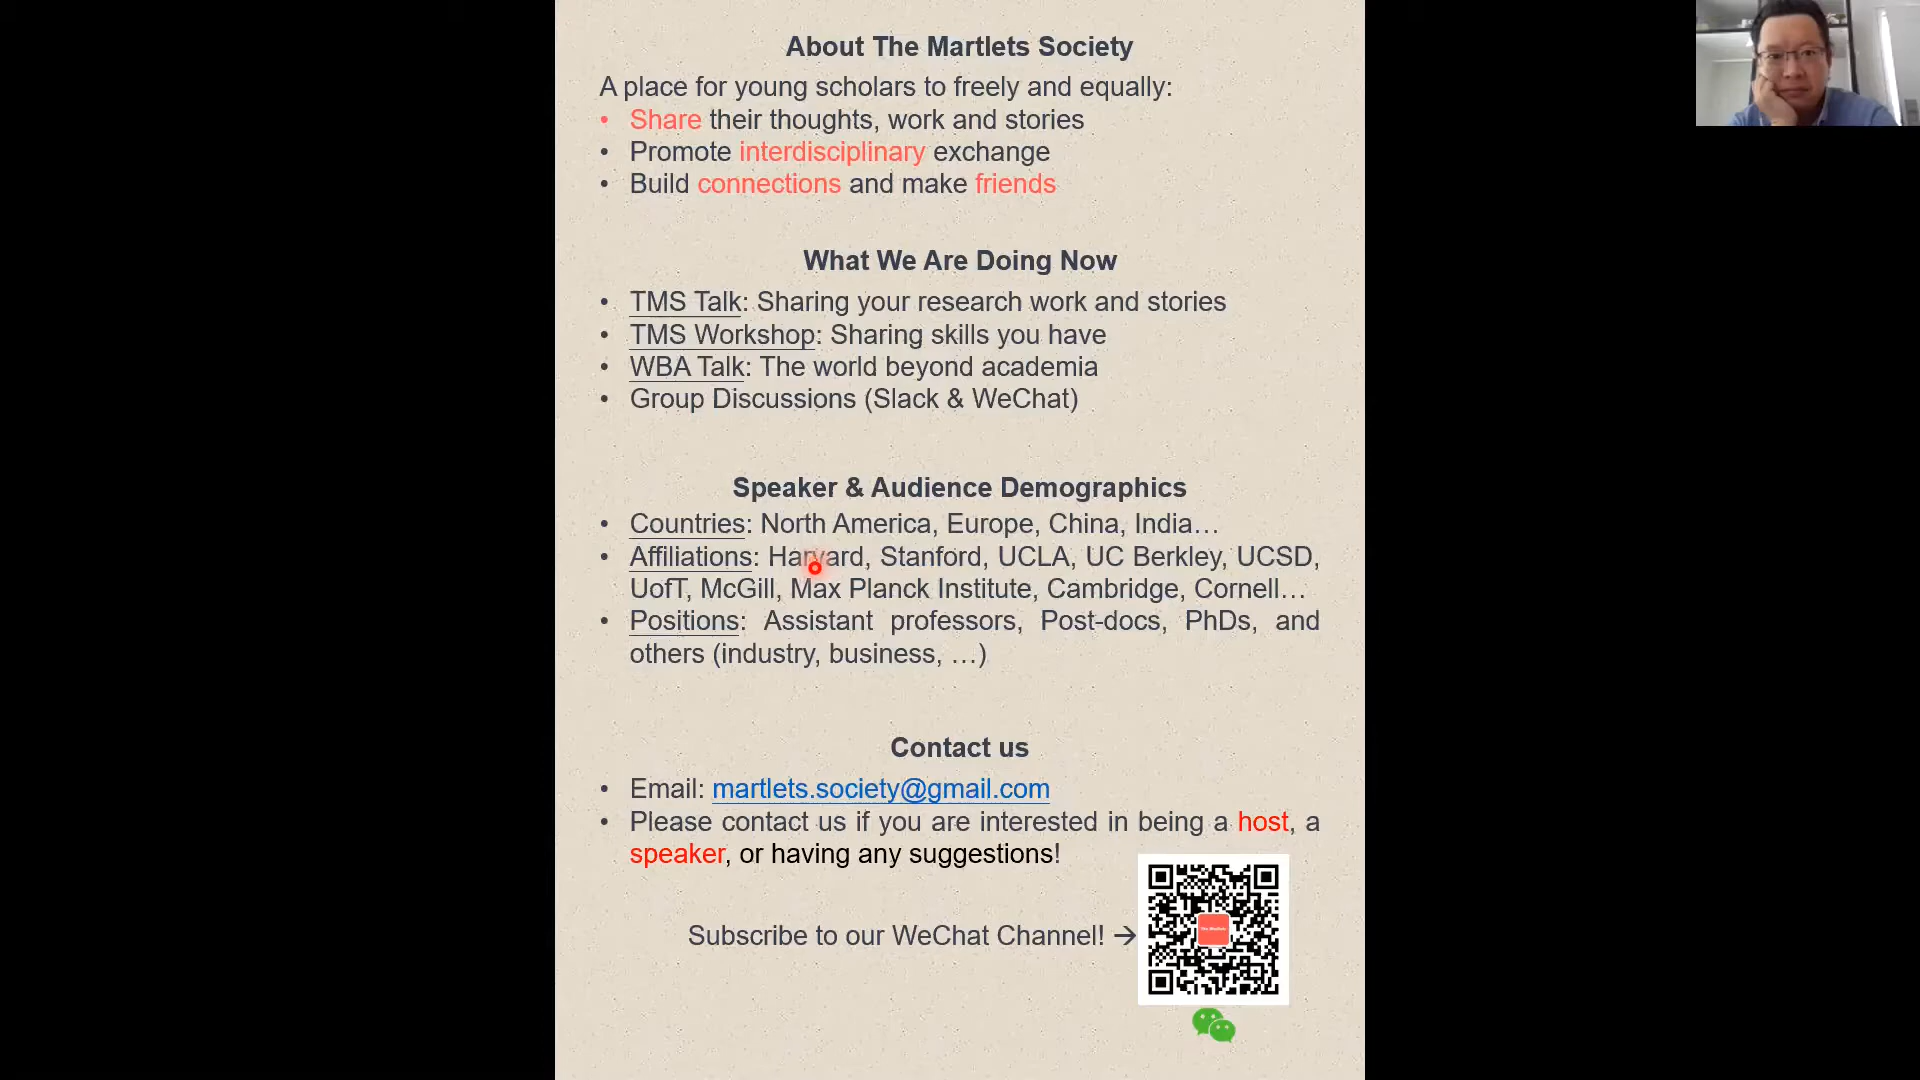 About The Martlets Society
A place for young scholars to freely and equally:
• Share their thoughts, work and stories
• Promote interdisciplinary exchange
• Build connections and make friends
What We Are Doing Now
• TMS Talk: Sharing your research work and stories
• TMS Workshop: Sharing skills you have
• WBA Talk: The world beyond academia
• Group Discussions (Slack & WeChat)
Speaker & Audience Demographics
• Countries: North America, Europe, China, India…
• Affiliations: Harvard, Stanford, UCLA, UC Berkley, UCSD,
UofT, McGill, Max Planck Institute, Cambridge, Cornell…
• Positions: Assistant professors, Post-docs, PhDs, and
others (industry, business, …)
Contact us
• Email: martlets.society@gmail.com
• Please contact us if you are interested in being a host, a
speaker, or having any suggestions!
Subscribe to our WeChat Channel! →